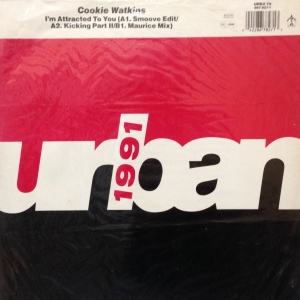 Cookie Watkins
I'm Attracted To You (A1. Smoove Edit/
A2. Kicking Part II/B1. Maurice Mix)
urban
1991